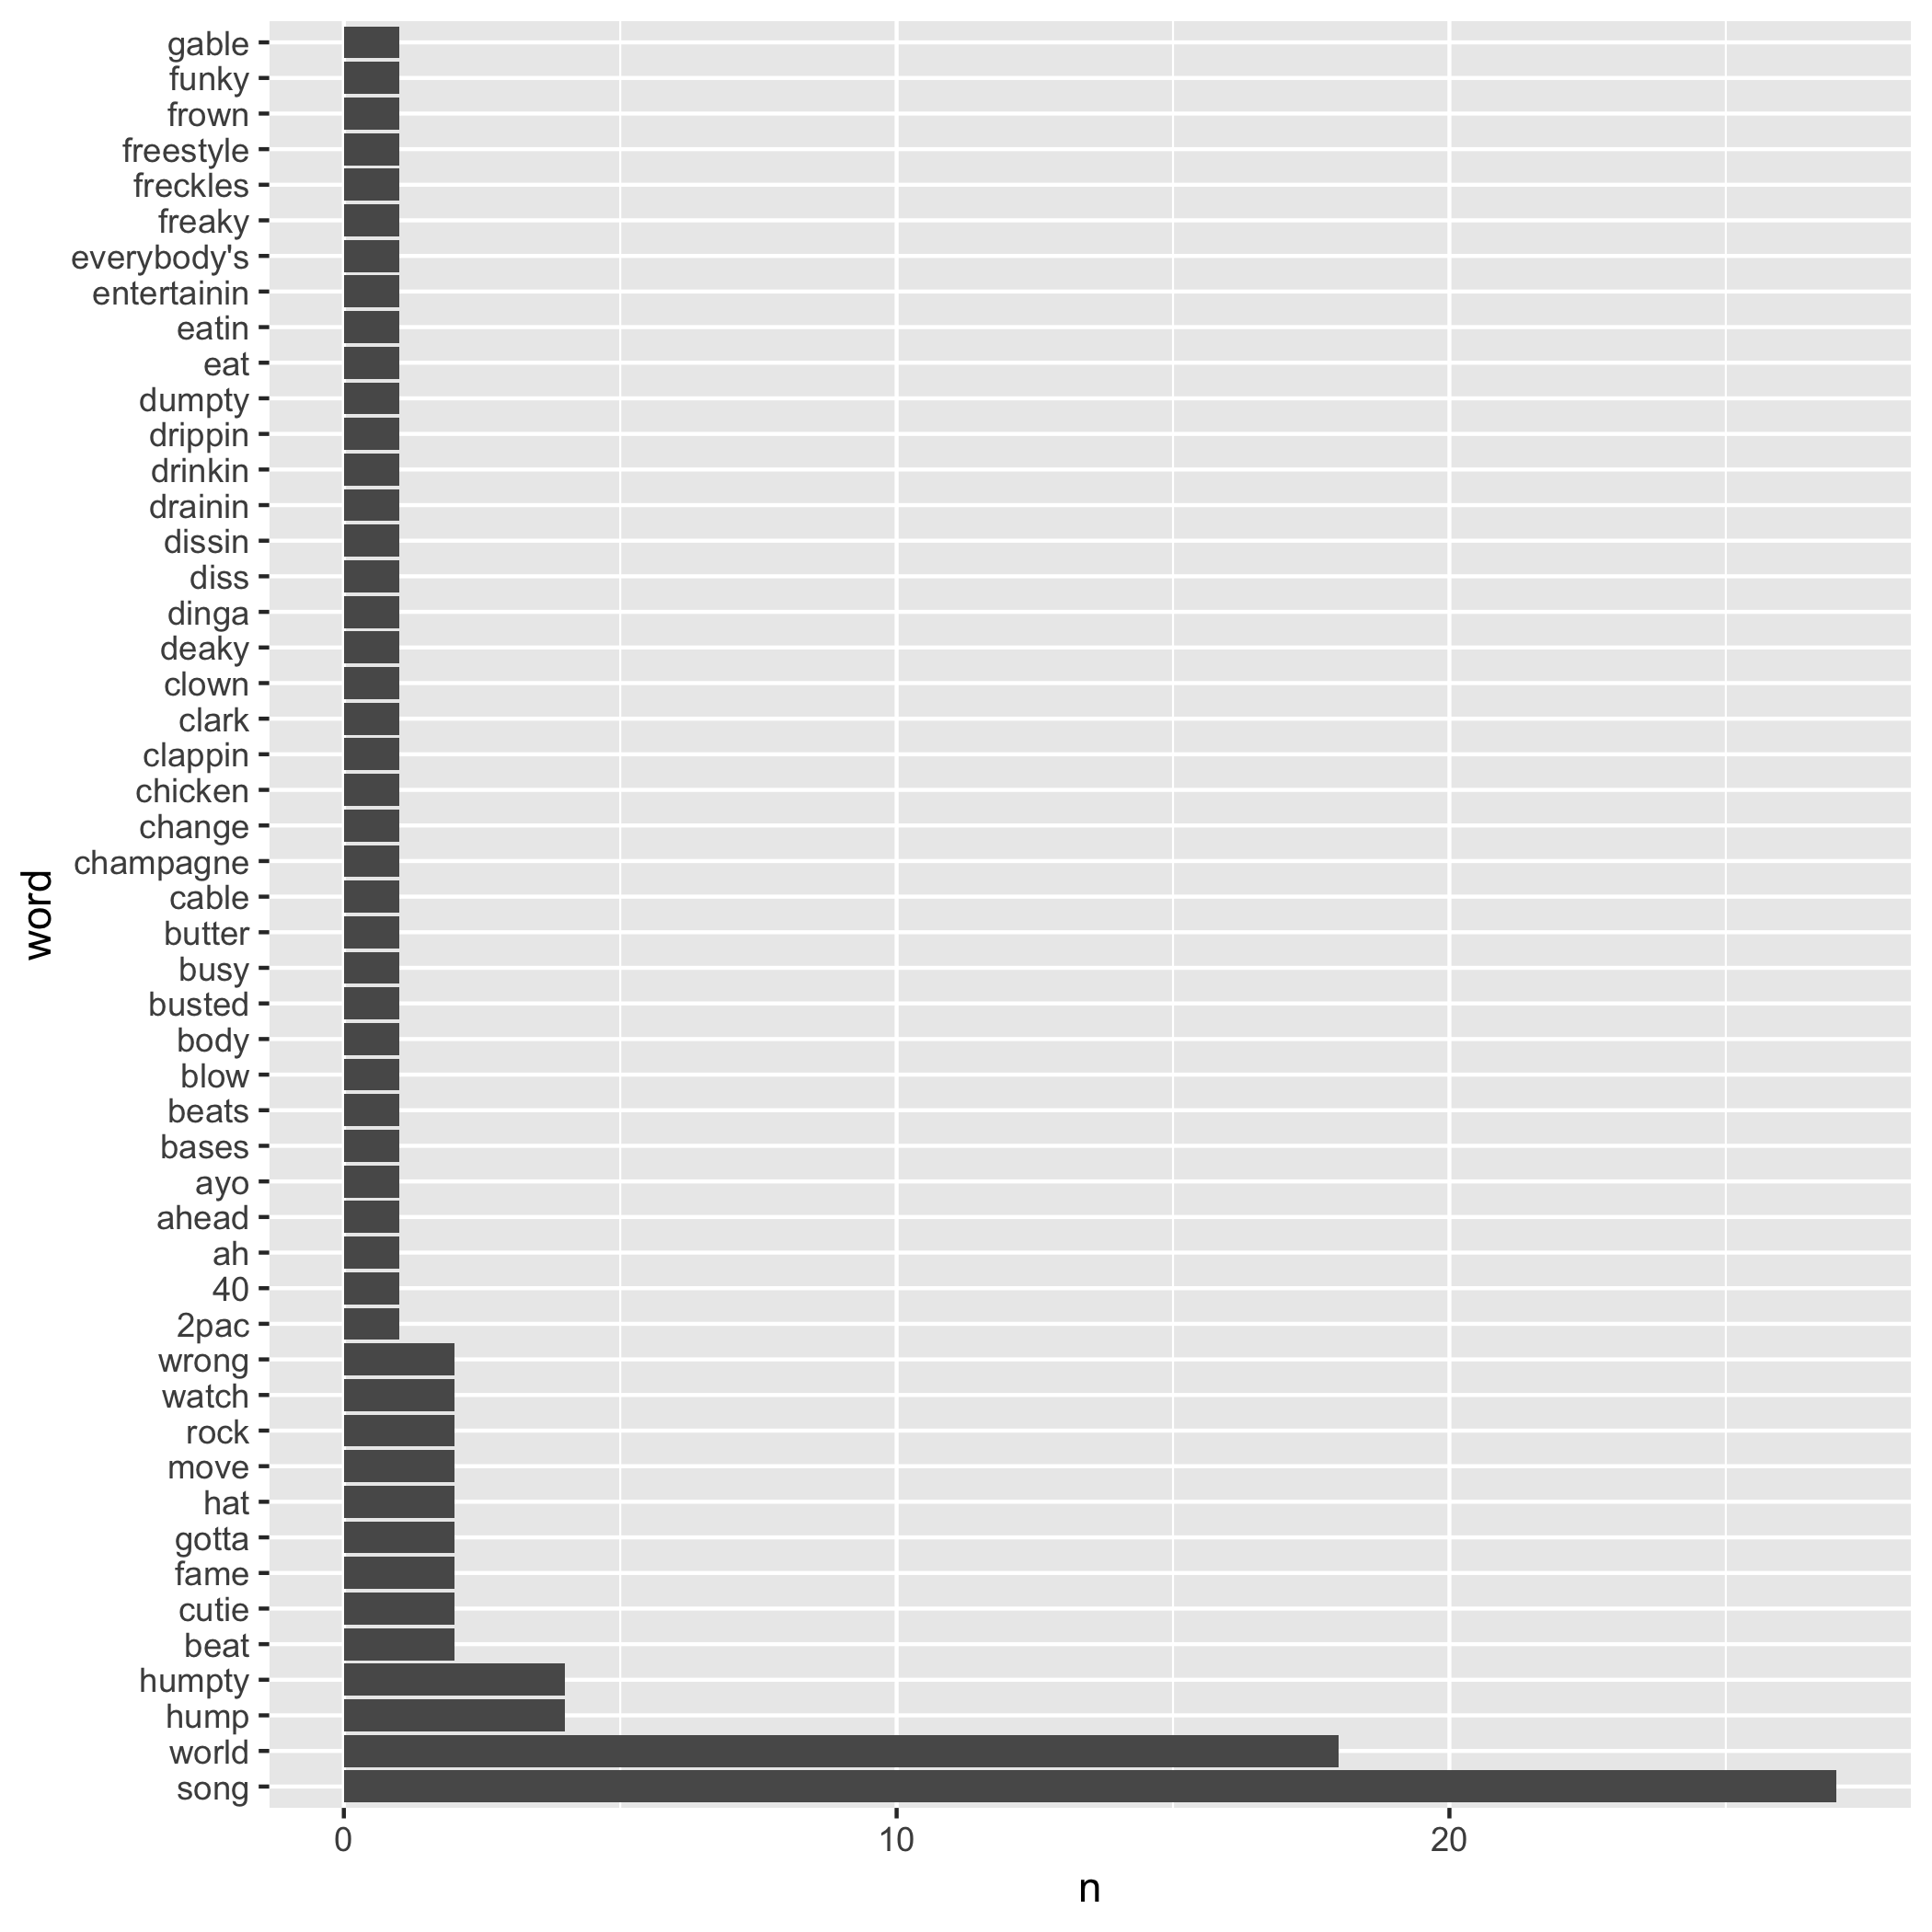 gable
funky
frown
freestyle
freckles
freaky
everybody's
entertainin
eatin
eat
dumpty
drippin
drinkin
drainin
dissin
diss
dinga
deaky
clown
clark
clappin
chicken
change
champagne
cable
butter
busy
busted
body
blow
beats
bases
ayo
ahead
ah
40
2pac
wrong
watch
rock
move
hat
gotta
fame
cutie
beat
humpty
hump
world
song
word
0 10 20
n